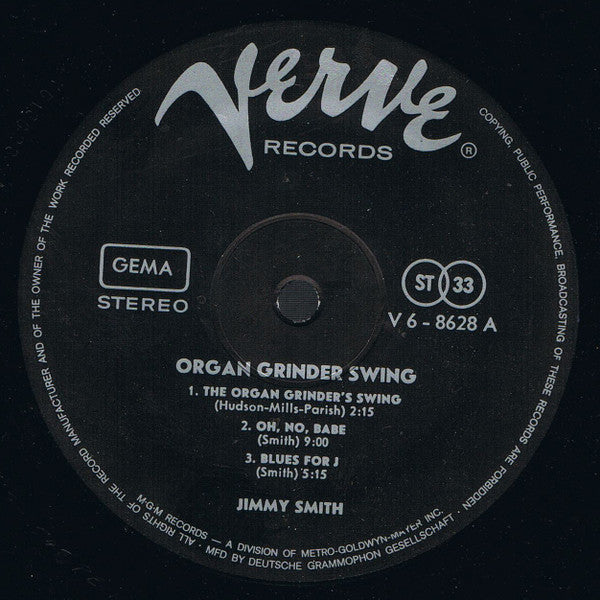 Verve
RECORDS ®
GEMA
STEREO
ST 33
V 6 - 8628 A
ORGAN GRINDER SWING
1. THE ORGAN GRINDER'S SWING
(Hudson-Mills-Parish) 2:15
2. OH, NO, BABE
(Smith) 9:00
3. BLUES FOR J
(Smith) 5:15
JIMMY SMITH
ALL RIGHTS OF THE RECORD MANUFACTURER AND OF THE OWNER OF THE WORK RECORDED RESERVED
COPYING, PUBLIC PERFORMANCE, BROADCASTING OF THESE RECORDS ARE FORBIDDEN
M·G·M RECORDS — A DIVISION OF METRO-GOLDWYN-MAYER INC.
· MFD BY DEUTSCHE GRAMMOPHON GESELLSCHAFT ·